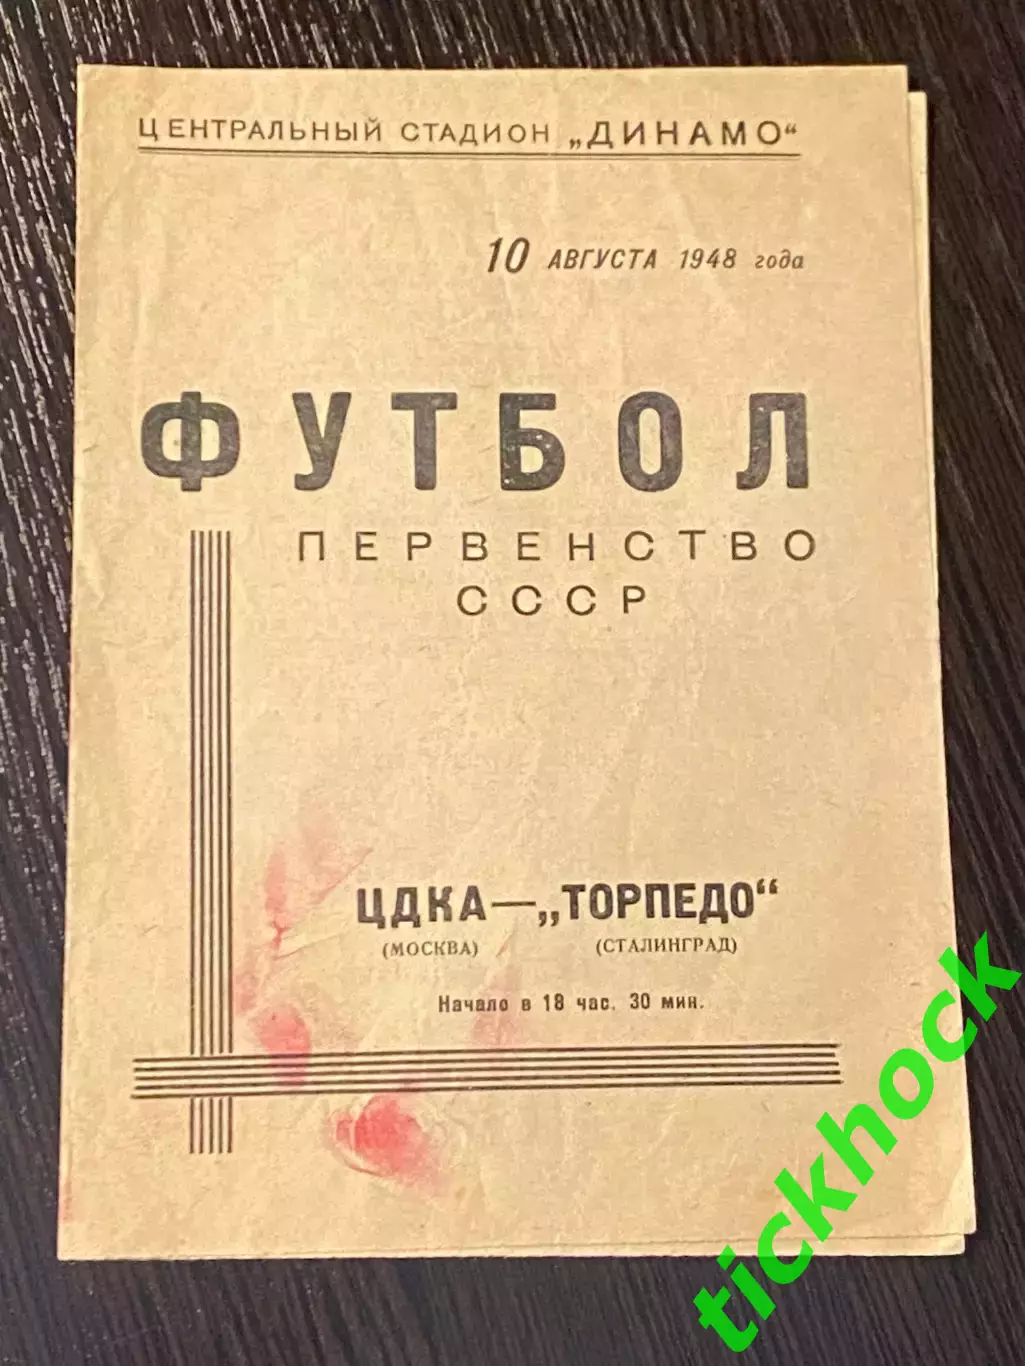 ЦЕНТРАЛЬНЫЙ СТАДИОН „ДИНАМО“
10 АВГУСТА 1948 года
ФУТБОЛ
ПЕРВЕНСТВО
СССР
ЦДКА—„ТОРПЕДО“
(МОСКВА) (СТАЛИНГРАД)
Начало в 18 час. 30 мин.
tickhock